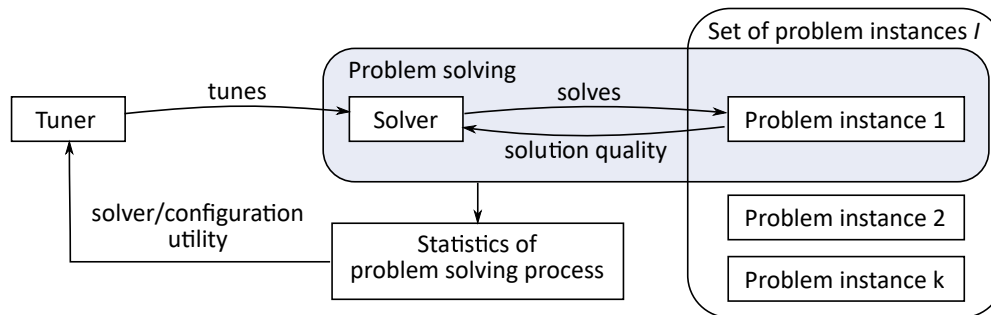 Set of problem instances I
Problem solving
tunes
solves
Tuner
Solver
Problem instance 1
solution quality
solver/configuration
utility
Statistics of
problem solving process
Problem instance 2
Problem instance k